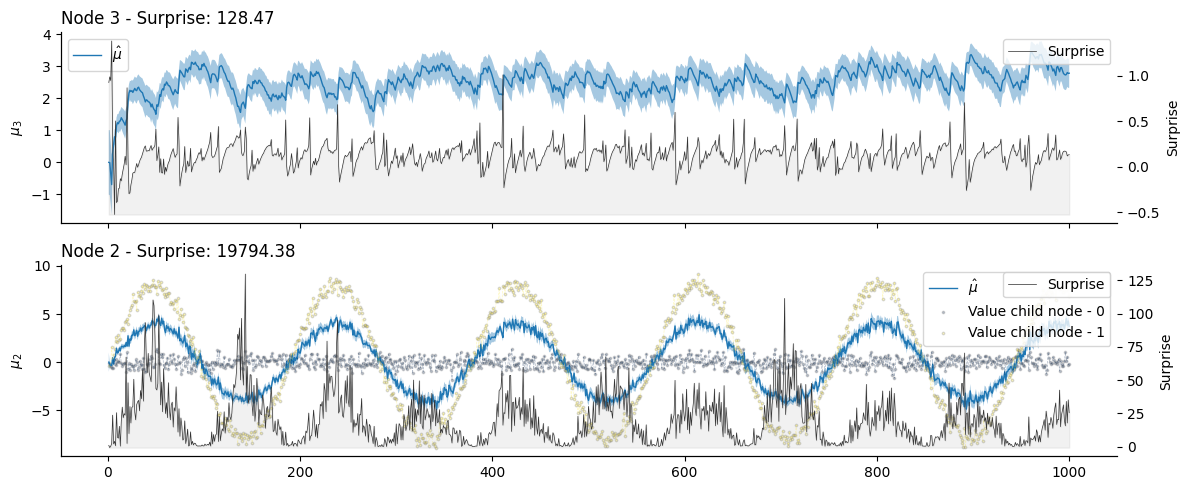 Node 3 - Surprise: 128.47
4
3
2
1
0
−1
μ3
μ̂
Surprise
1.0
0.5
0.0
−0.5
Surprise
Node 2 - Surprise: 19794.38
10
5
0
−5
μ2
μ̂
Value child node - 0
Value child node - 1
Surprise
125
100
75
50
25
0
Surprise
0
200
400
600
800
1000